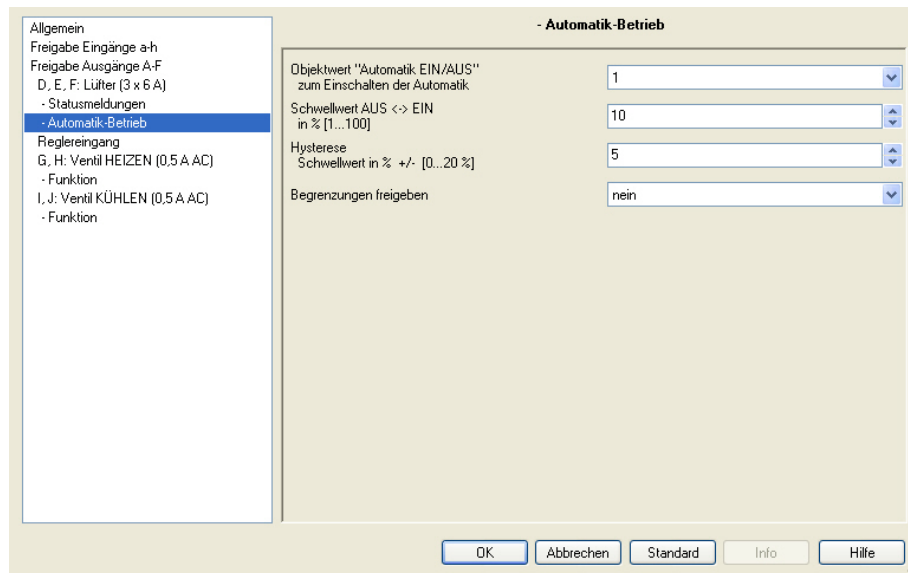 Allgemein
Freigabe Eingänge a-h
Freigabe Ausgänge A-F
D, E, F: Lüfter (3 x 6 A)
- Statusmeldungen
- Automatik-Betrieb
Reglereingang
G, H: Ventil HEIZEN (0,5 A AC)
- Funktion
I, J: Ventil KÜHLEN (0,5 A AC)
- Funktion
- Automatik-Betrieb
Objektwert "Automatik EIN/AUS"
zum Einschalten der Automatik
1
Schwellwert AUS <-> EIN
in % [1...100]
10
Hysterese
Schwellwert in % +/- [0...20 %]
5
Begrenzungen freigeben
nein
OK
Abbrechen
Standard
Info
Hilfe